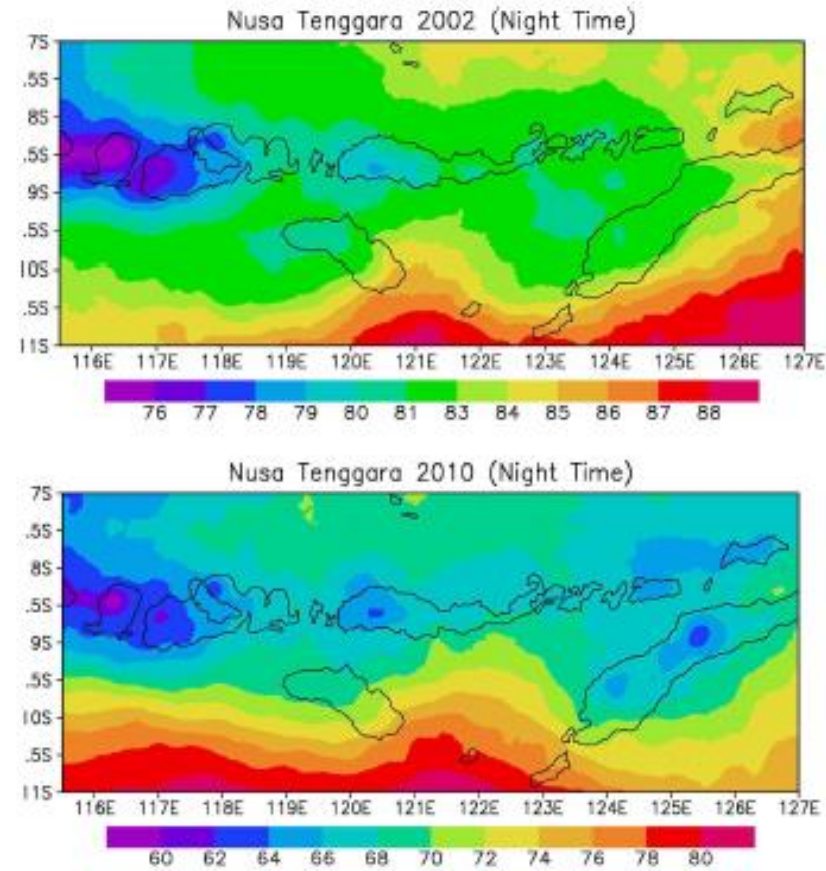 Nusa Tenggara 2002 (Night Time)
7S
.5S
8S
.5S
9S
.5S
10S
.5S
11S
116E 117E 118E 119E 120E 121E 122E 123E 124E 125E 126E 127E
76 77 78 79 80 81 83 84 85 86 87 88
Nusa Tenggara 2010 (Night Time)
7S
.5S
8S
.5S
9S
.5S
10S
.5S
11S
116E 117E 118E 119E 120E 121E 122E 123E 124E 125E 126E 127E
60 62 64 66 68 70 72 74 76 78 80